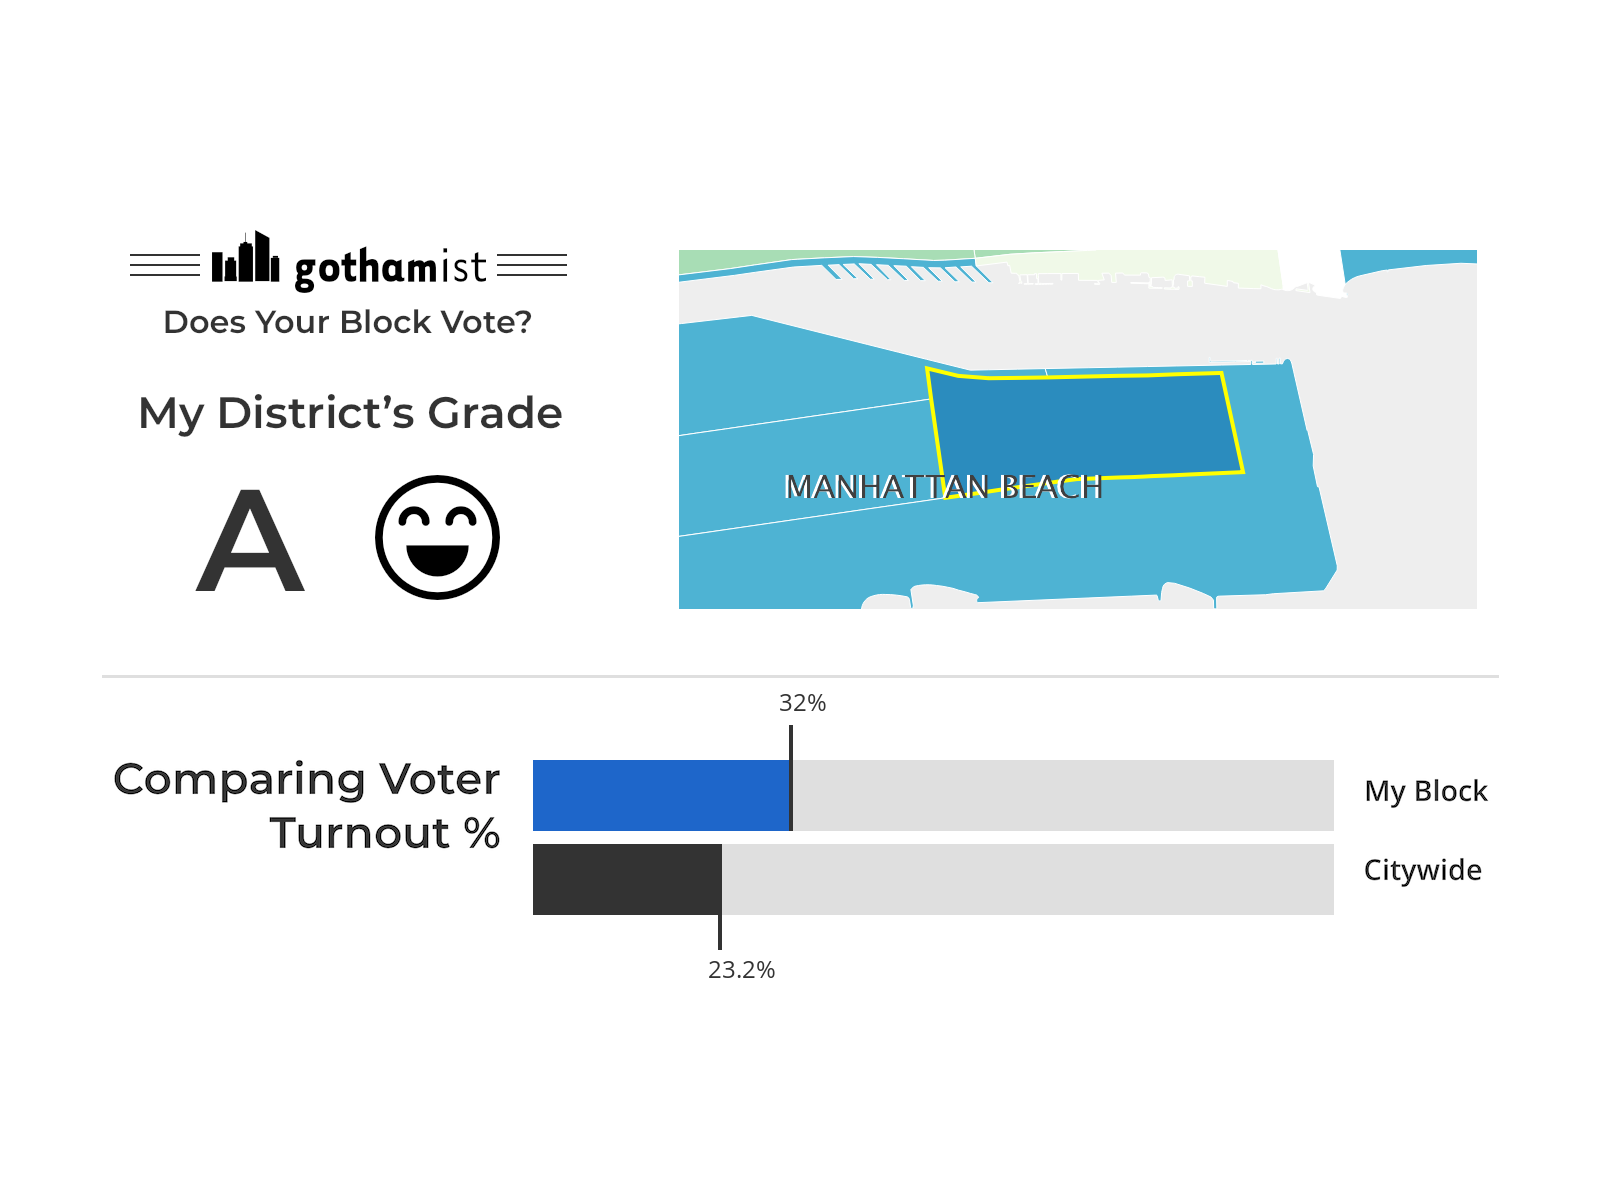 gothamist
Does Your Block Vote?
My District’s Grade
A
MANHATTAN BEACH
32%
Comparing Voter
Turnout %
My Block
Citywide
23.2%